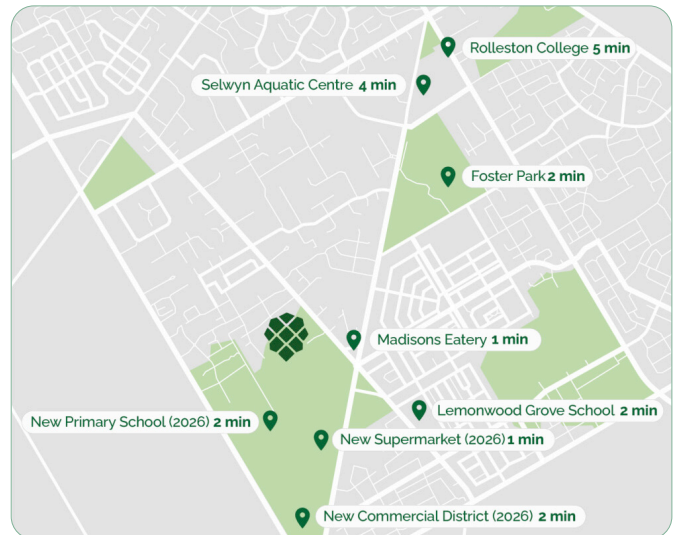 Rolleston College 5 min
Selwyn Aquatic Centre 4 min
Foster Park 2 min
Madisons Eatery 1 min
Lemonwood Grove School 2 min
New Primary School (2026) 2 min
New Supermarket (2026) 1 min
New Commercial District (2026) 2 min